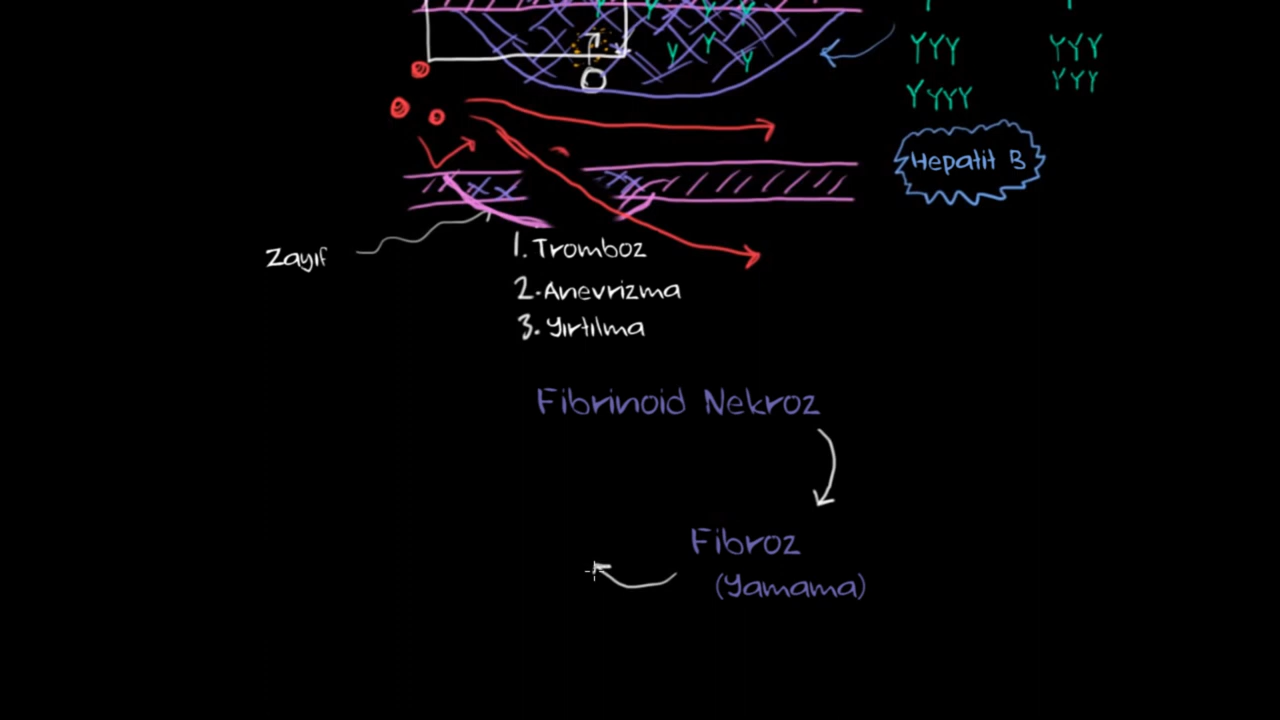 Hepatit B
Zayıf
1. Tromboz
2. Anevrizma
3. Yırtılma
Fibrinoid Nekroz
Fibroz
(Yamama)